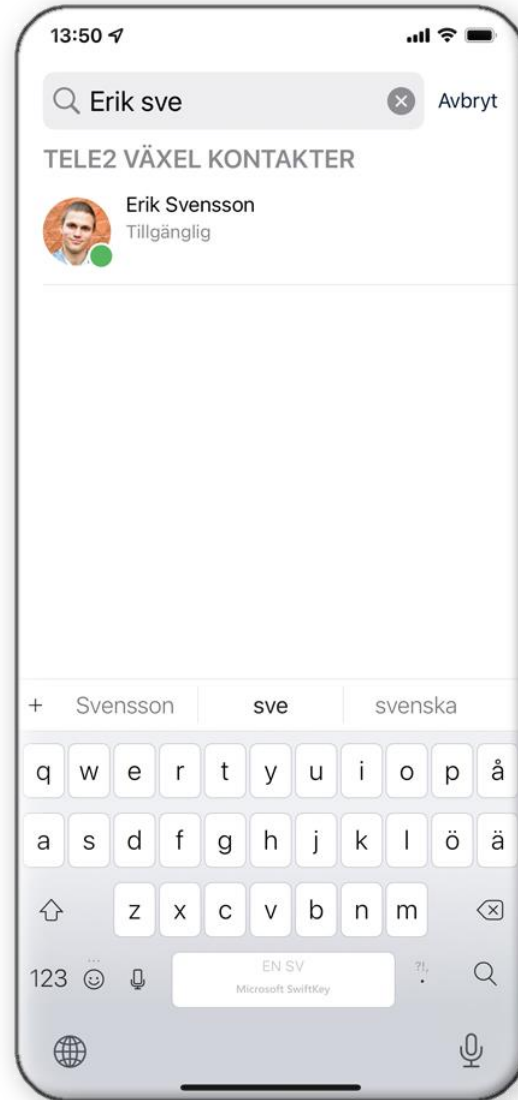 13:50
Erik sve
Avbryt
TELE2 VÄXEL KONTAKTER
Erik Svensson
Tillgänglig
+ Svensson sve svenska
q w e r t y u i o p å
a s d f g h j k l ö ä
z x c v b n m
123 EN SV ?!, .
Microsoft SwiftKey